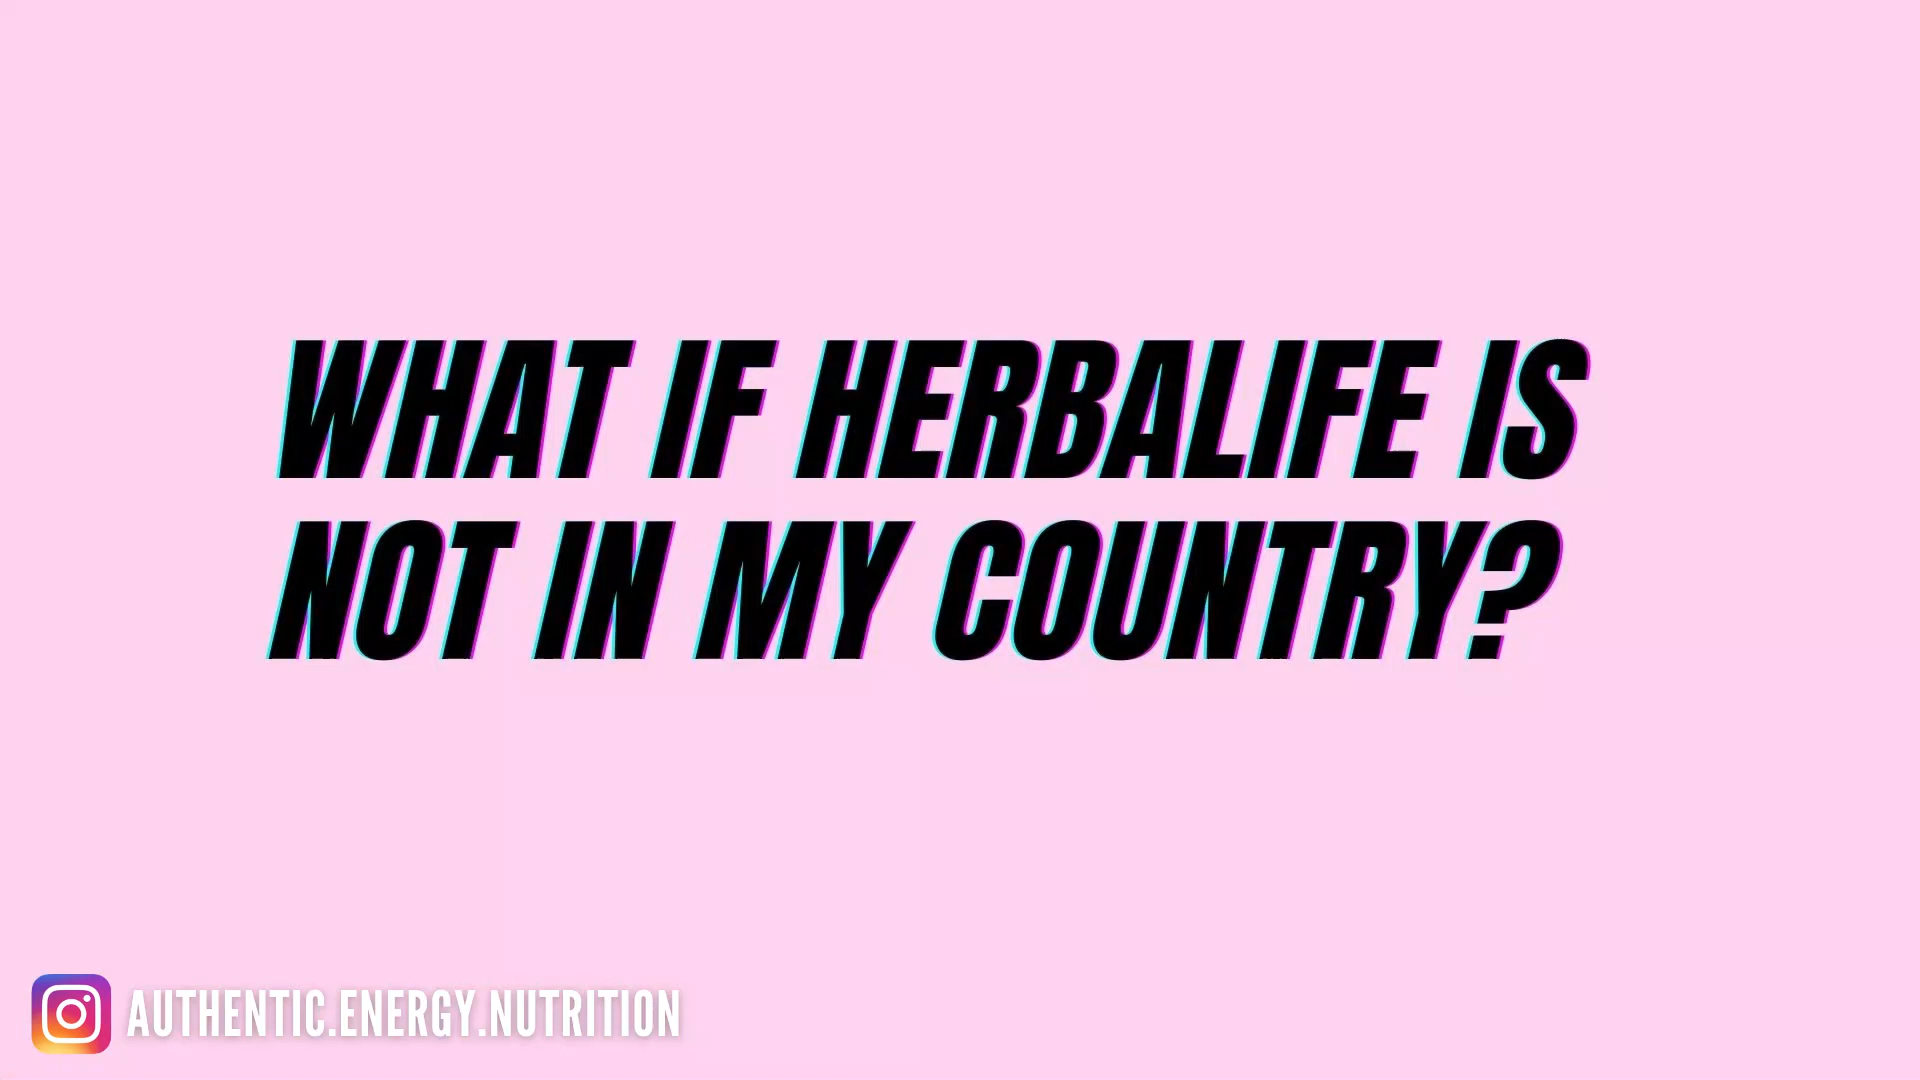 WHAT IF HERBALIFE IS
NOT IN MY COUNTRY?
AUTHENTIC.ENERGY.NUTRITION